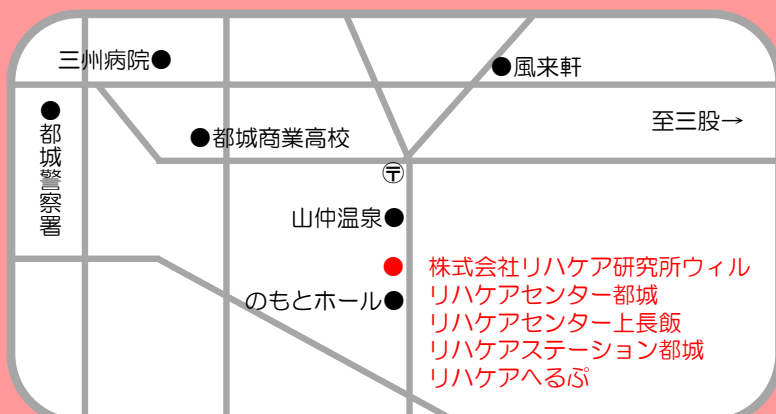 三州病院●
●風来軒
●
都城警察署
至三股→
●都城商業高校
〶
山仲温泉●
●
のもとホール●
株式会社リハケア研究所ウィル
リハケアセンター都城
リハケアセンター上長飯
リハケアステーション都城
リハケアへるぷ